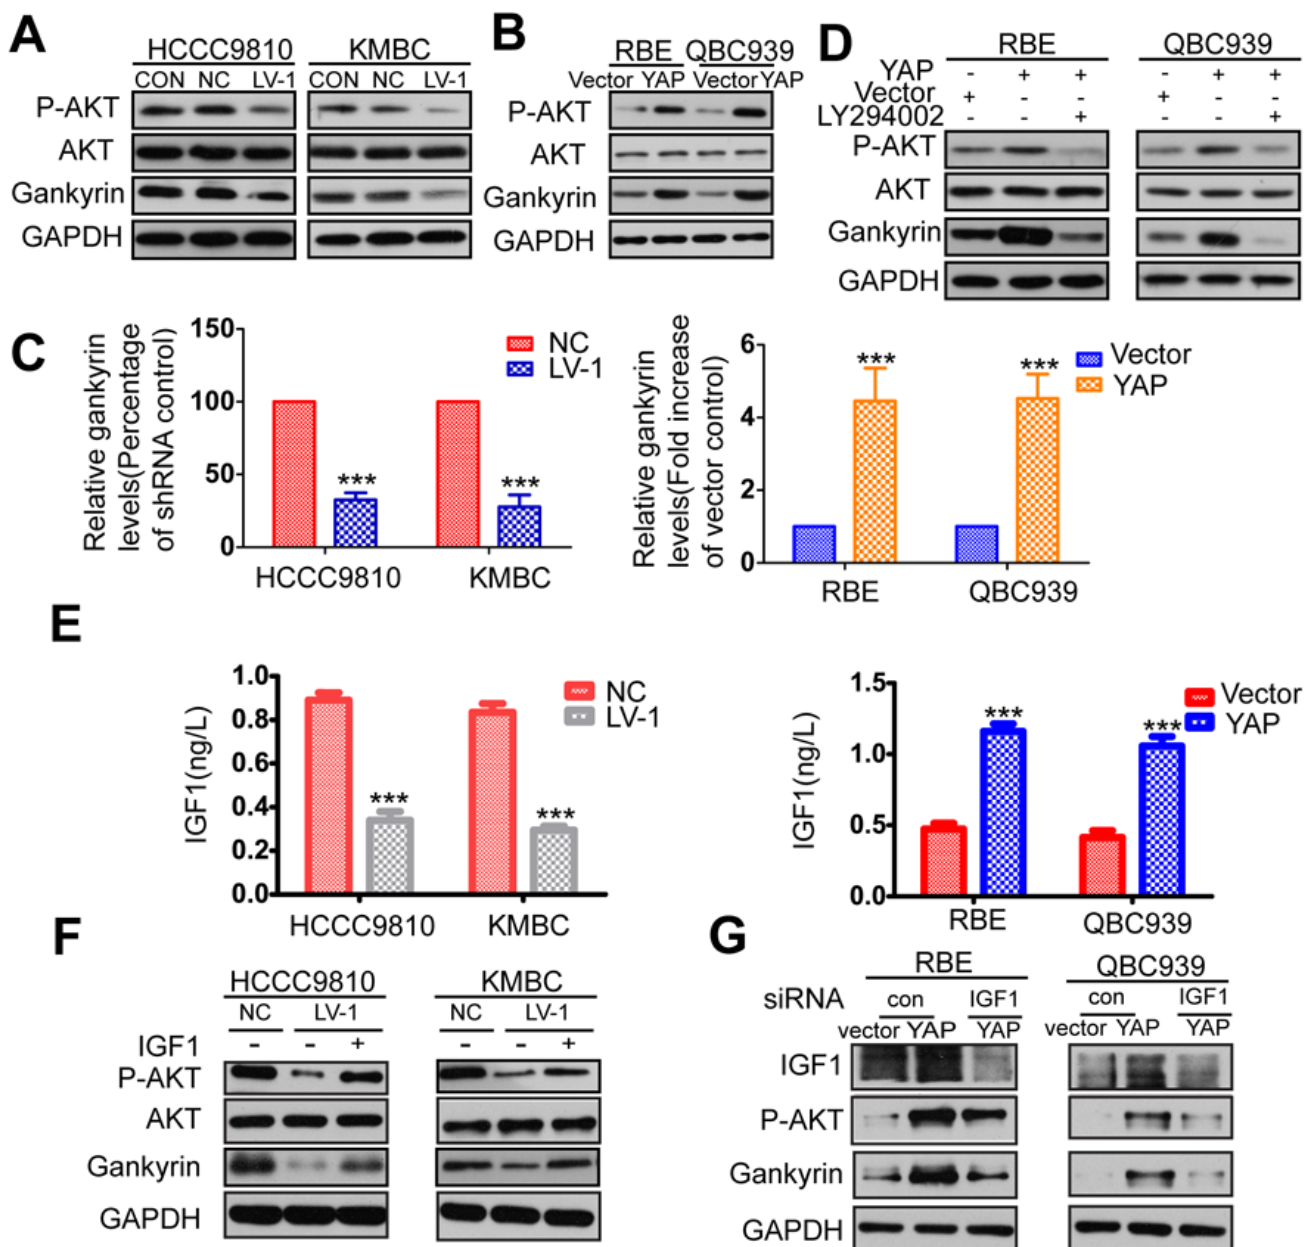 A
HCCC9810 KMBC
CON NC LV-1 CON NC LV-1
P-AKT
AKT
Gankyrin
GAPDH
B
RBE QBC939
Vector YAP Vector YAP
P-AKT
AKT
Gankyrin
GAPDH
D
RBE QBC939
YAP - + + - + +
Vector + - - + - -
LY294002 - - + - - +
P-AKT
AKT
Gankyrin
GAPDH
C
Relative gankyrin
levels(Percentage
of shRNA control)
150
100
50
0
*** ***
HCCC9810 KMBC
NC
LV-1
Relative gankyrin
levels(Fold increase
of vector control)
6
4
2
0
*** ***
RBE QBC939
Vector
YAP
E
IGF1(ng/L)
1.0
0.8
0.6
0.4
0.2
0.0
*** ***
HCCC9810 KMBC
NC
LV-1
IGF1(ng/L)
1.5
1.0
0.5
0.0
*** ***
RBE QBC939
Vector
YAP
F
HCCC9810 KMBC
NC LV-1 NC LV-1
IGF1 - - + - - +
P-AKT
AKT
Gankyrin
GAPDH
G
RBE QBC939
siRNA con IGF1 con IGF1
vector YAP YAP vector YAP YAP
IGF1
P-AKT
Gankyrin
GAPDH